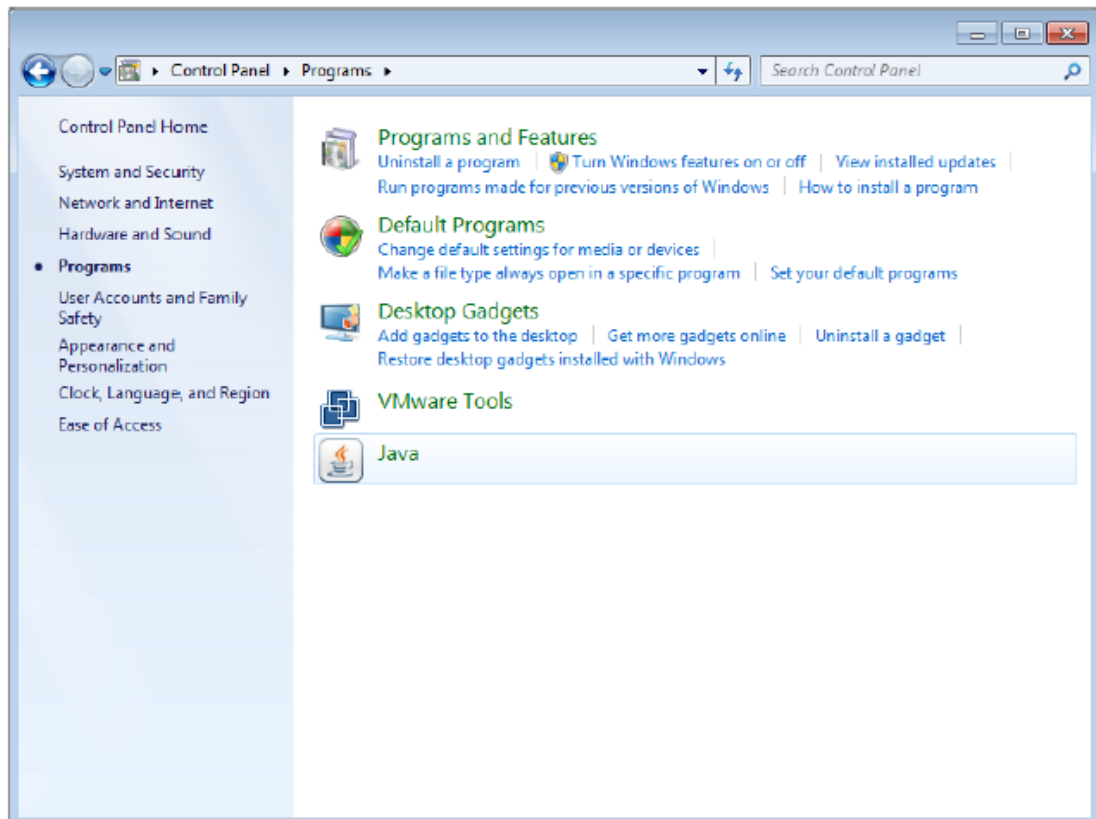 Control Panel Programs
Search Control Panel
Control Panel Home
System and Security
Network and Internet
Hardware and Sound
Programs
User Accounts and Family
Safety
Appearance and
Personalization
Clock, Language, and Region
Ease of Access
Programs and Features
Uninstall a program Turn Windows features on or off View installed updates
Run programs made for previous versions of Windows How to install a program
Default Programs
Change default settings for media or devices
Make a file type always open in a specific program Set your default programs
Desktop Gadgets
Add gadgets to the desktop Get more gadgets online Uninstall a gadget
Restore desktop gadgets installed with Windows
VMware Tools
Java